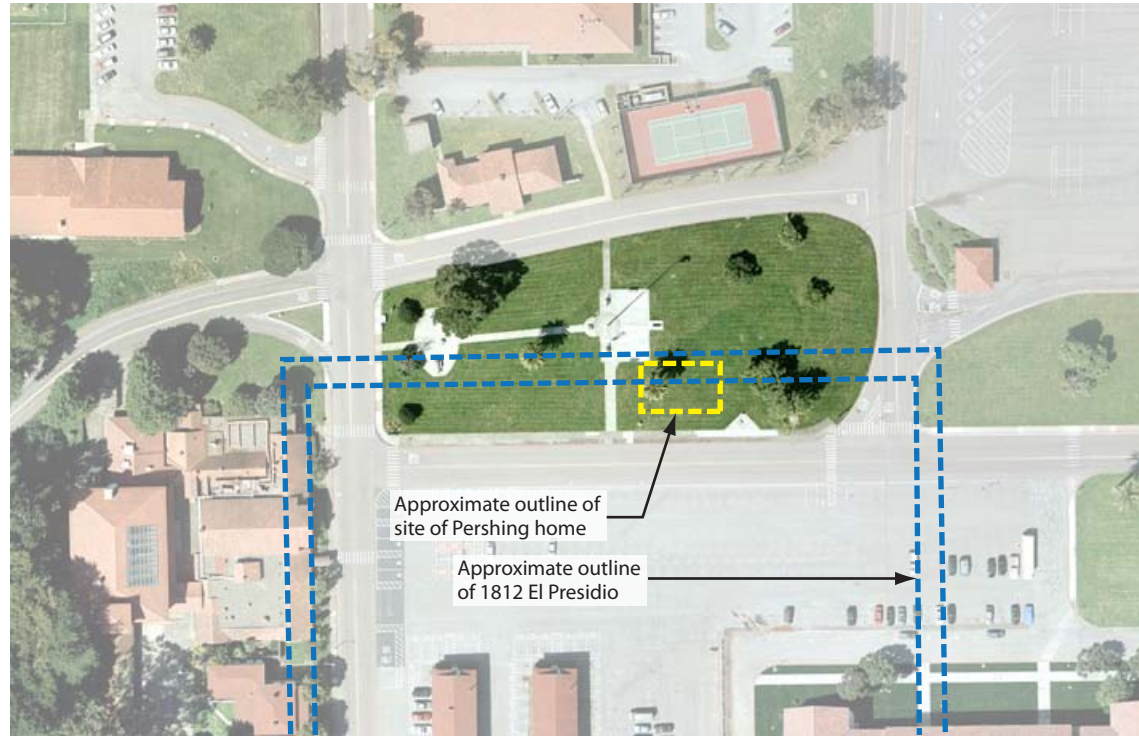 Approximate outline of
site of Pershing home
Approximate outline
of 1812 El Presidio